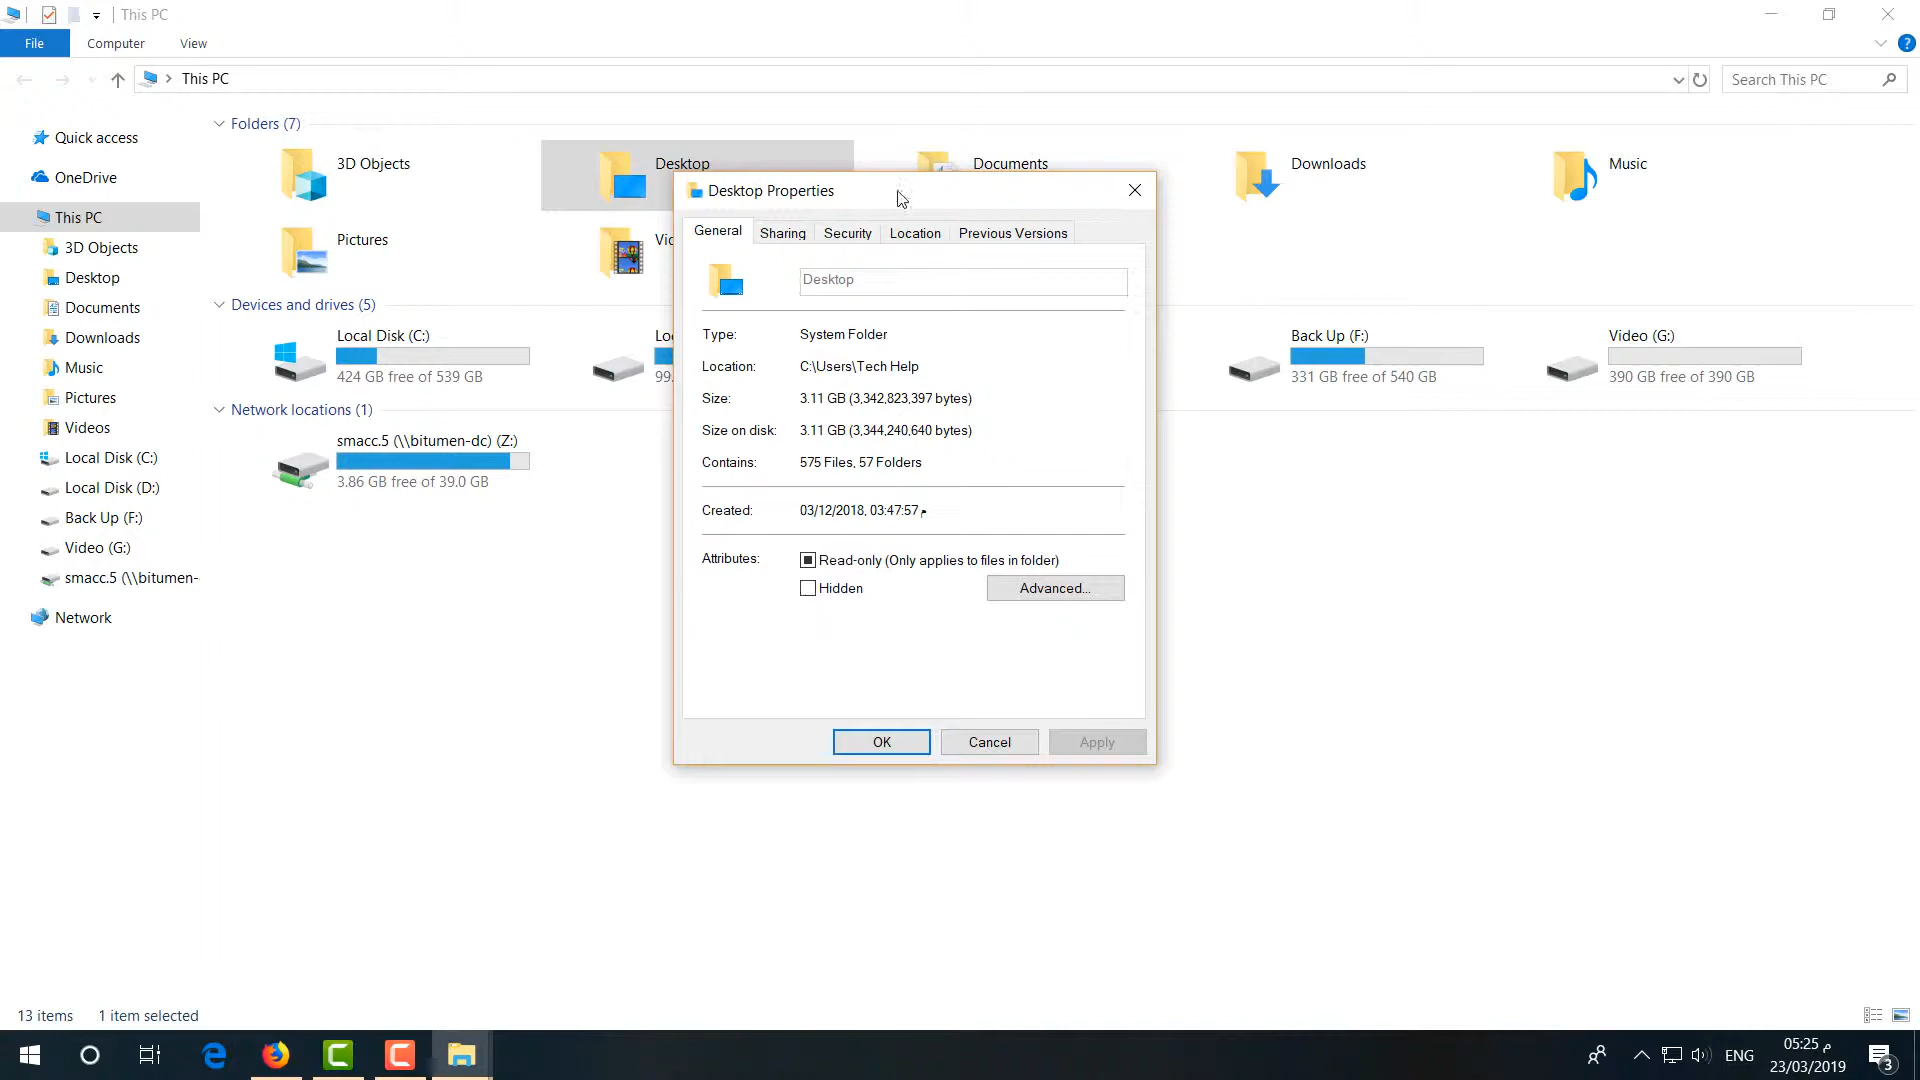 This PC
File
Computer
View
This PC
Search This PC
Quick access
OneDrive
This PC
3D Objects
Desktop
Documents
Downloads
Music
Pictures
Videos
Local Disk (C:)
Local Disk (D:)
Back Up (F:)
Video (G:)
smacc.5 (\\bitumen-
Network
Folders (7)
3D Objects
Desktop
Documents
Downloads
Music
Pictures
Devices and drives (5)
Local Disk (C:)
424 GB free of 539 GB
99.
Back Up (F:)
331 GB free of 540 GB
Video (G:)
390 GB free of 390 GB
Network locations (1)
smacc.5 (\\bitumen-dc) (Z:)
3.86 GB free of 39.0 GB
Desktop Properties
General
Sharing
Security
Location
Previous Versions
Desktop
Type: System Folder
Location: C:\Users\Tech Help
Size: 3.11 GB (3,342,823,397 bytes)
Size on disk: 3.11 GB (3,344,240,640 bytes)
Contains: 575 Files, 57 Folders
Created: 03/12/2018, 03:47:57 م
Attributes: Read-only (Only applies to files in folder)
Hidden
Advanced...
OK
Cancel
Apply
13 items
1 item selected
ENG
05:25 م
23/03/2019
3